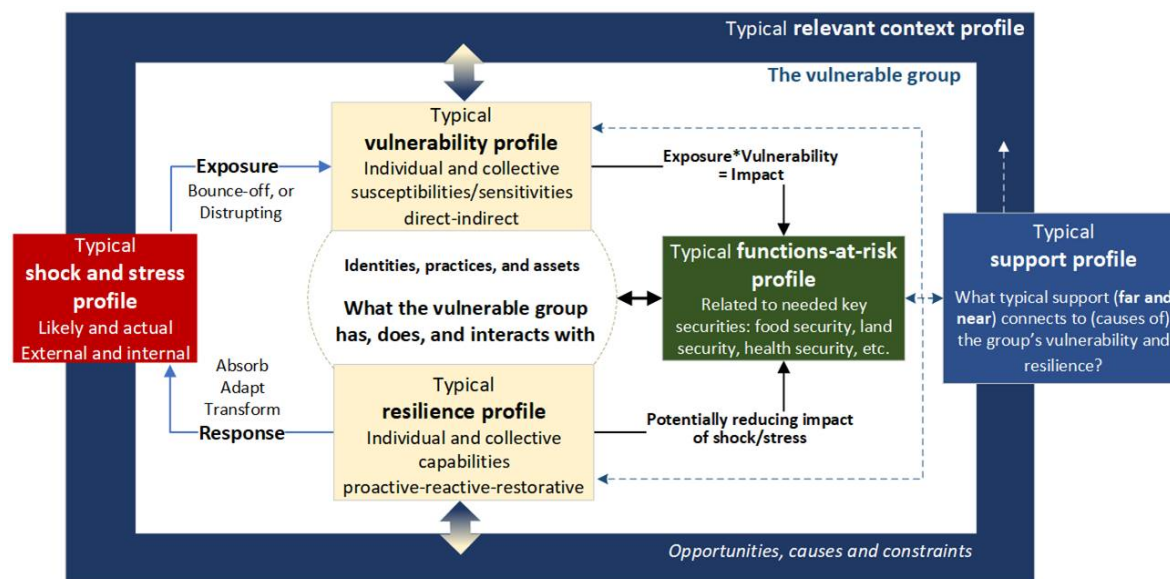 Typical relevant context profile
The vulnerable group
Typical
vulnerability profile
Individual and collective
susceptibilities/sensitivities
direct-indirect
Exposure
Bounce-off, or
Distrupting
Exposure*Vulnerability
= Impact
Typical
shock and stress
profile
Likely and actual
External and internal
Identities, practices, and assets
What the vulnerable group
has, does, and interacts with
Typical functions-at-risk
profile
Related to needed key
securities: food security, land
security, health security, etc.
Typical
support profile
What typical support (far and
near) connects to (causes of)
the group's vulnerability and
resilience?
Absorb
Adapt
Transform
Response
Typical
resilience profile
Individual and collective
capabilities
proactive-reactive-restorative
Potentially reducing impact
of shock/stress
Opportunities, causes and constraints